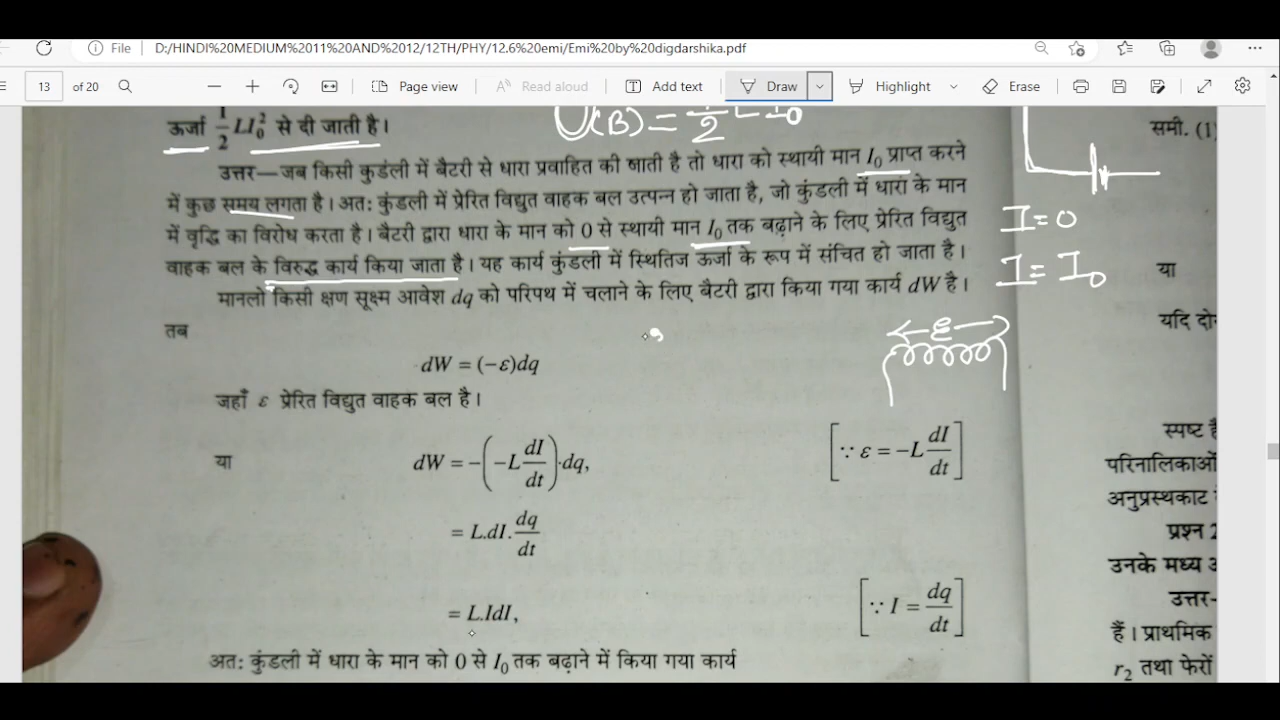 File D:/HINDI%20MEDIUM%2011%20AND%2012/12TH/PHY/12.6%20emi/Emi%20by%20digdarshika.pdf
13 of 20 Page view Read aloud Add text Draw Highlight Erase
ऊर्जा 1/2 LI₀² से दी जाती है।
U(B) = 1/2 L I₀
उत्तर—जब किसी कुडंली में बैटरी से धारा प्रवाहित की जाती है तो धारा को स्थायी मान I₀ प्राप्त करने
में कुछ समय लगता है। अतः कुंडली में प्रेरित विद्युत वाहक बल उत्पन्न हो जाता है, जो कुंडली में धारा के मान
में वृद्धि का विरोध करता है। बैटरी द्वारा धारा के मान को 0 से स्थायी मान I₀ तक बढ़ाने के लिए प्रेरित विद्युत
वाहक बल के विरुद्ध कार्य किया जाता है। यह कार्य कुंडली में स्थितिज ऊर्जा के रूप में संचित हो जाता है।
मानलो किसी क्षण सूक्ष्म आवेश dq को परिपथ में चलाने के लिए बैटरी द्वारा किया गया कार्य dW है।
तब
dW = (−ε)dq
जहाँ ε प्रेरित विद्युत वाहक बल है।
या dW = −(−L dI/dt)·dq, [∵ ε = −L dI/dt]
= L.dI. dq/dt
= L.IdI, [∵ I = dq/dt]
अतः कुंडली में धारा के मान को 0 से I₀ तक बढ़ाने में किया गया कार्य
I = 0
I = I₀
ε
समी. (1)
या
यदि दो
स्पष्ट है
परिनालिकाओं
अनुप्रस्थकाट
प्रश्न 2
उनके मध्य
उत्तर-
हैं। प्राथमिक
r₂ तथा फेरों